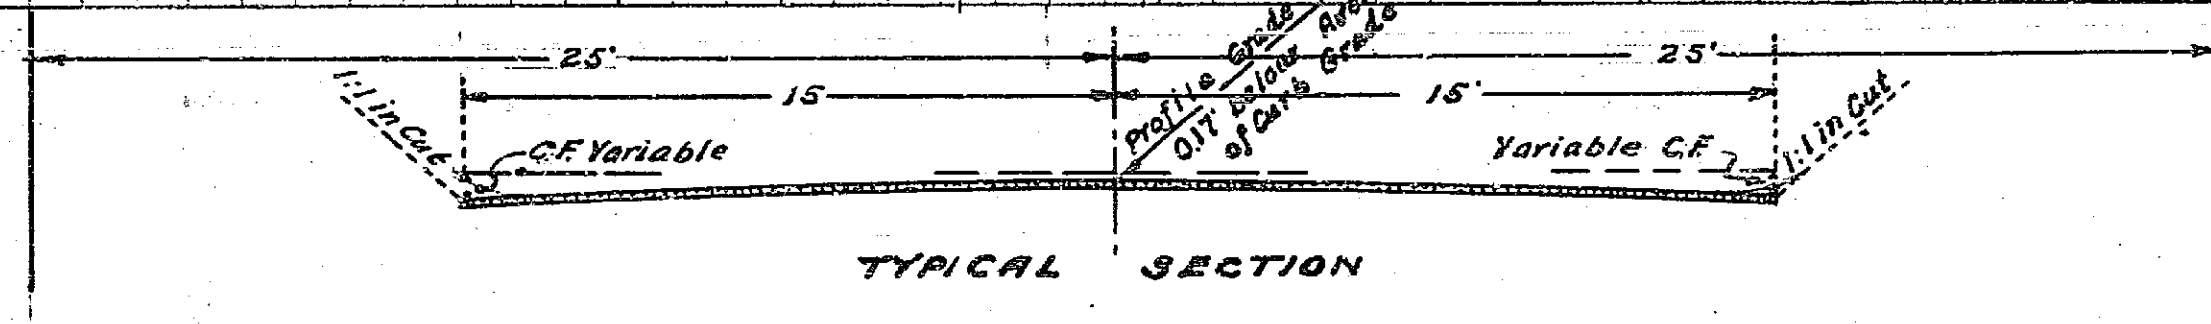 25'
25'
15
15'
Profile Grade
0.17' below Ave.
of Curb Grade
1:1 in Cut
1:1 in Cut
C.F. Variable
Variable C.F.
TYPICAL SECTION